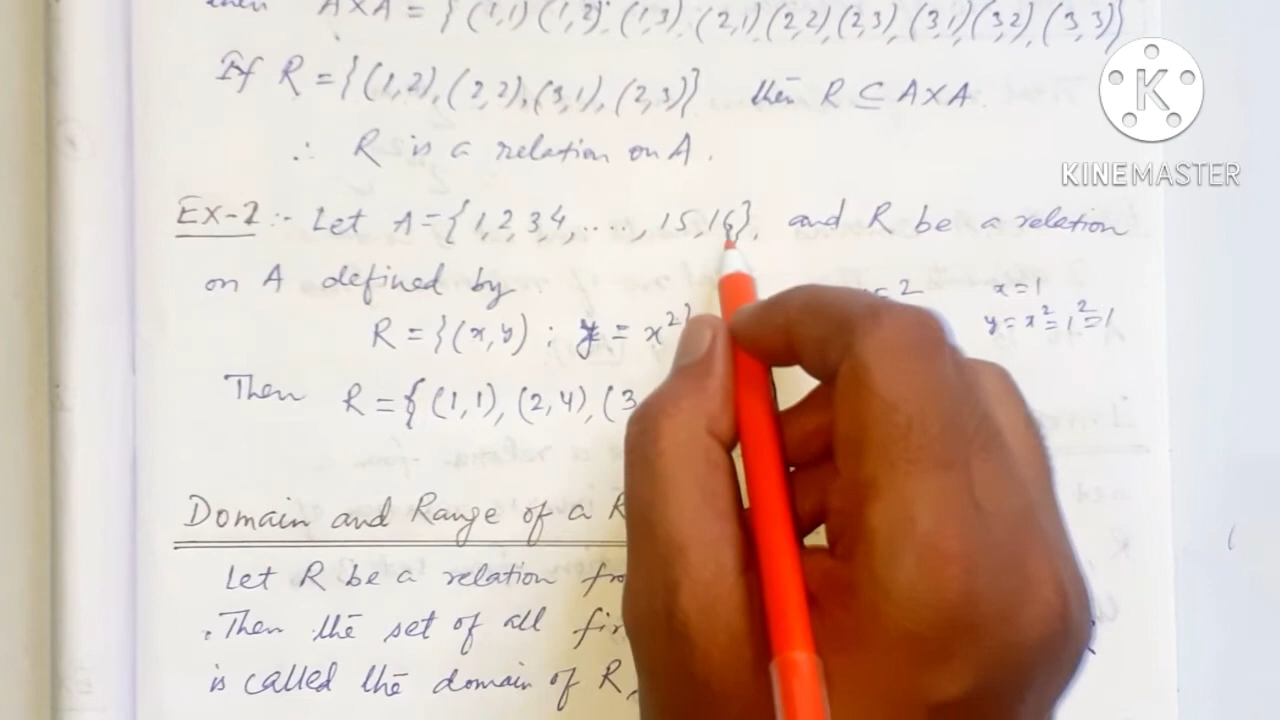 then A×A = {(1,1) (1,2), (1,3), (2,1), (2,2), (2,3), (3,1), (3,2), (3,3)}
If R = {(1,2), (2,2), (3,1), (2,3)} then R ⊆ A×A.
∴ R is a relation on A.
Ex-2:- Let A = {1, 2, 3, 4, ...., 15, 16}, and R be a relation
on A defined by = 2 x = 1
R = {(x, y) ; y = x²} y = x² = 1² = 1
Then R = {(1,1), (2,4), (3
Domain and Range of a R
Let R be a relation fro
Then the set of all fir
is called the domain of R,
K
KINEMASTER